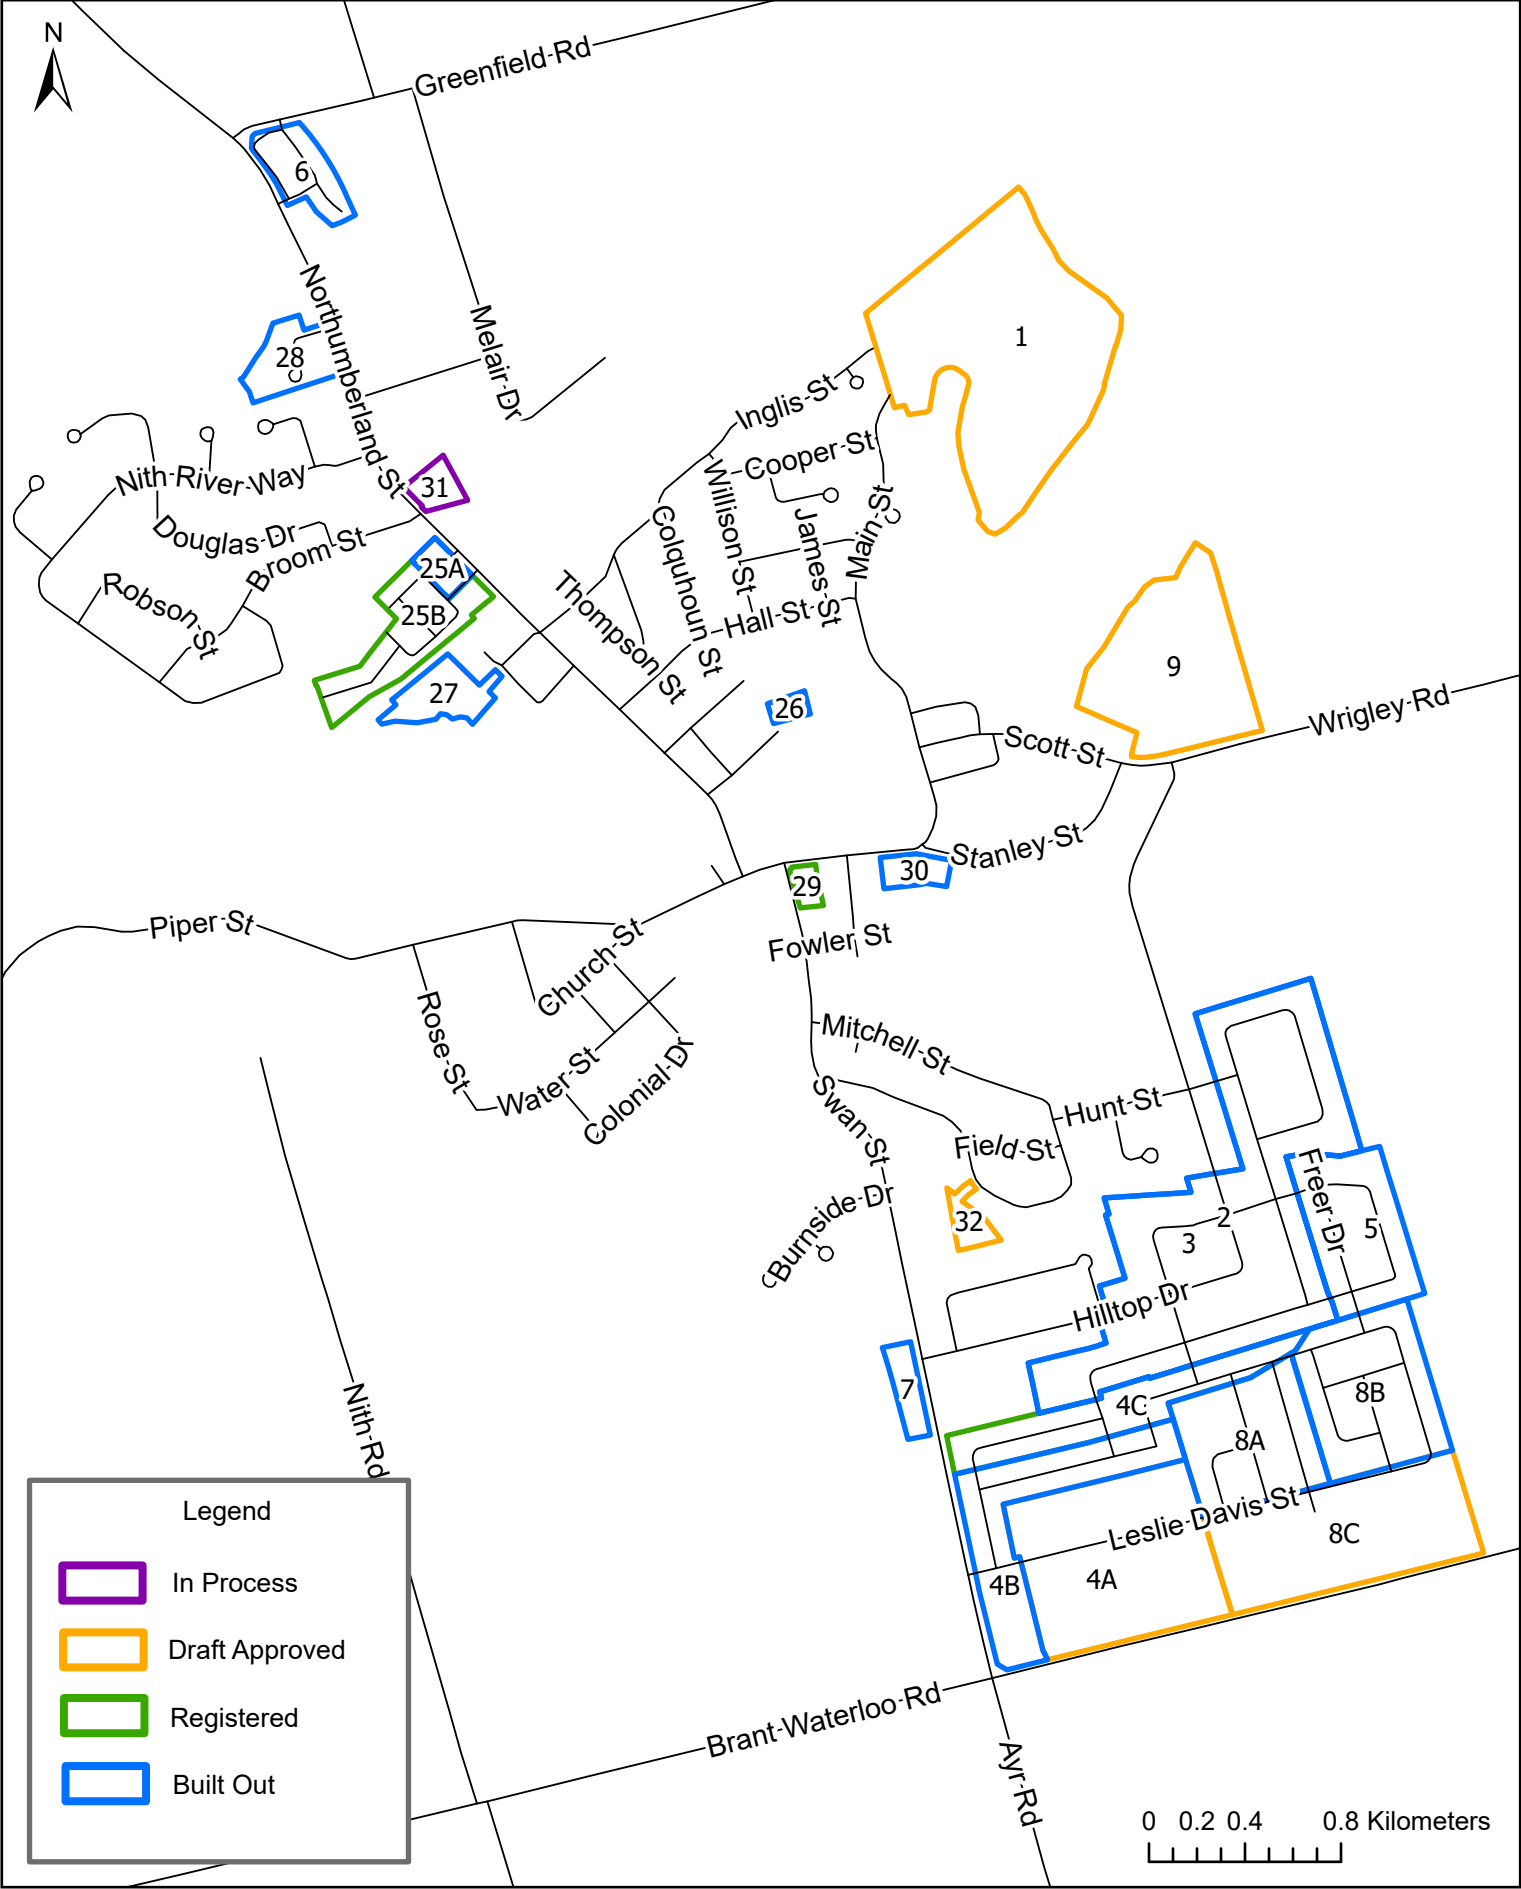 N
Greenfield Rd
6
Northumberland St
Melair Dr
28
1
Inglis St
Cooper St
Nith River Way
31
Willison St
Main St
Colquhoun St
James St
Douglas Dr
Broom St
25A
Robson St
25B
Thompson St
Hall St
9
27
26
Wrigley Rd
Scott St
Stanley St
30
29
Piper St
Church St
Fowler St
Rose St
Mitchell St
Water St
Colonial Dr
Swan St
Hunt St
Field St
Freer Dr
Burnside Dr
32
2
3
5
Hilltop Dr
7
4C
8B
Nith Rd
8A
Leslie Davis St
8C
4B
4A
Legend
In Process
Draft Approved
Registered
Built Out
Brant-Waterloo Rd
Ayr Rd
0 0.2 0.4 0.8 Kilometers